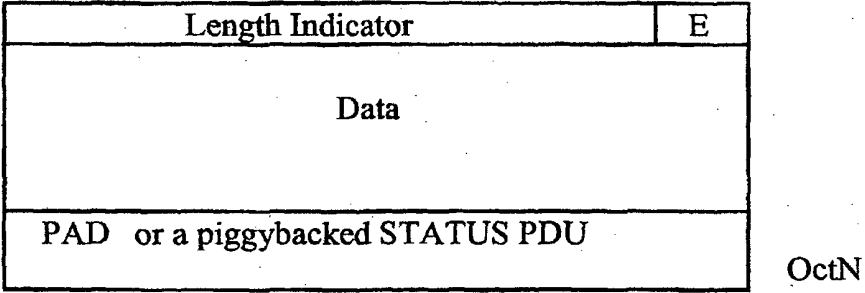 Length Indicator E
Data
PAD or a piggybacked STATUS PDU
OctN